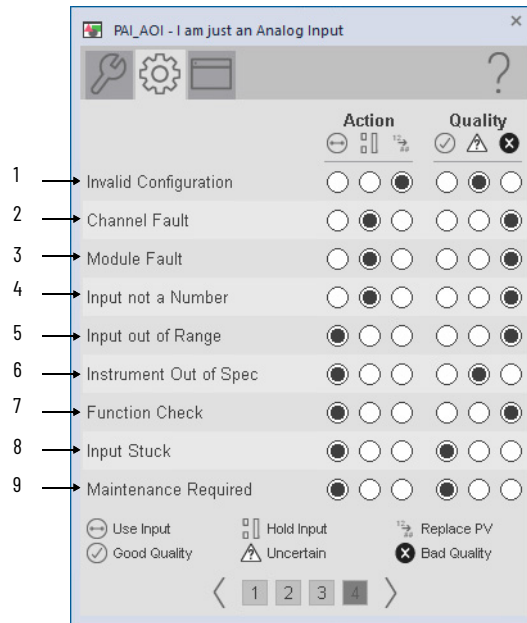 PAI_AOI - I am just an Analog Input
×
?
Action Quality
1 Invalid Configuration
2 Channel Fault
3 Module Fault
4 Input not a Number
5 Input out of Range
6 Instrument Out of Spec
7 Function Check
8 Input Stuck
9 Maintenance Required
Use Input Hold Input Replace PV
Good Quality Uncertain Bad Quality
1 2 3 4